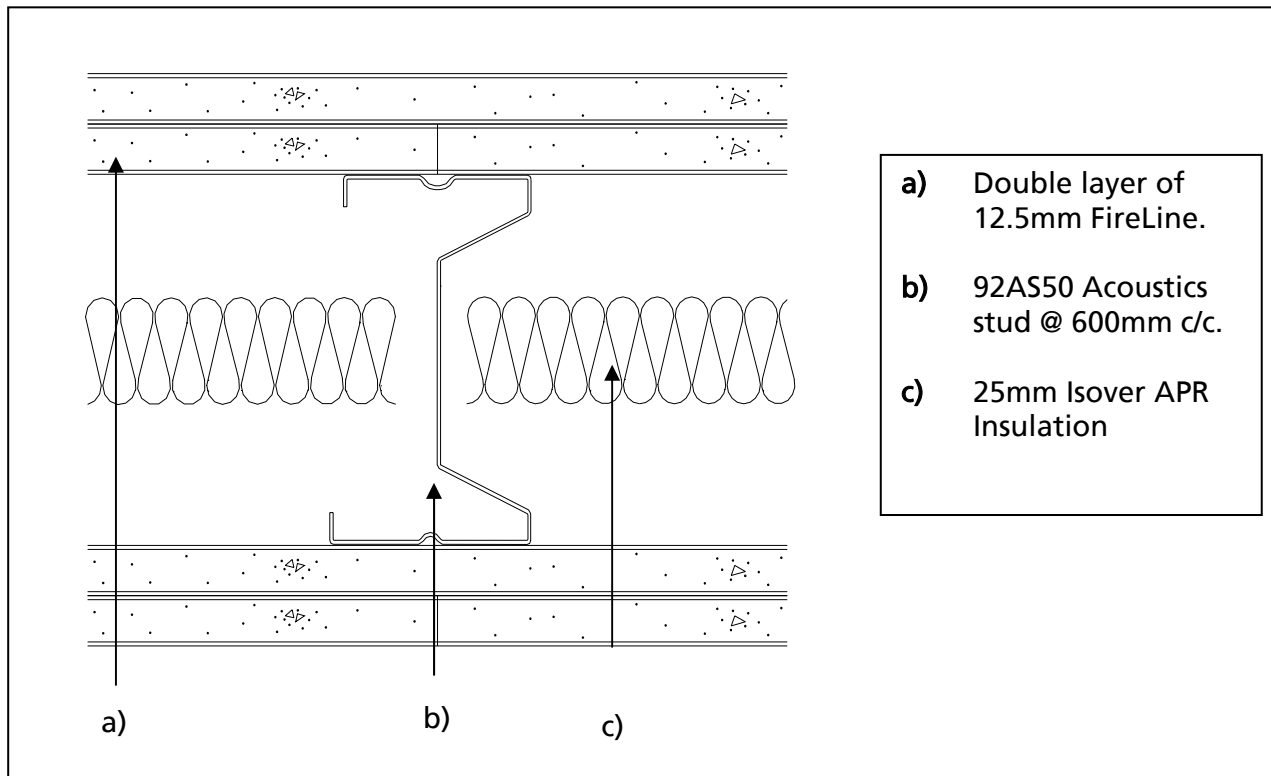 a) Double layer of
12.5mm FireLine.
b) 92AS50 Acoustics
stud @ 600mm c/c.
c) 25mm Isover APR
Insulation
a)
b)
c)